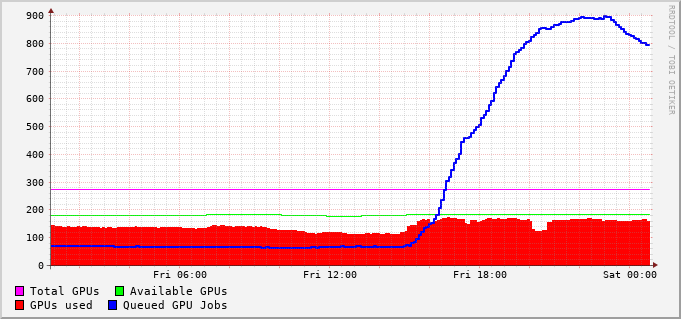 RRDTOOL / TOBI OETIKER
900
800
700
600
500
400
300
200
100
0
Fri 06:00 Fri 12:00 Fri 18:00 Sat 00:00
Total GPUs Available GPUs
GPUs used Queued GPU Jobs